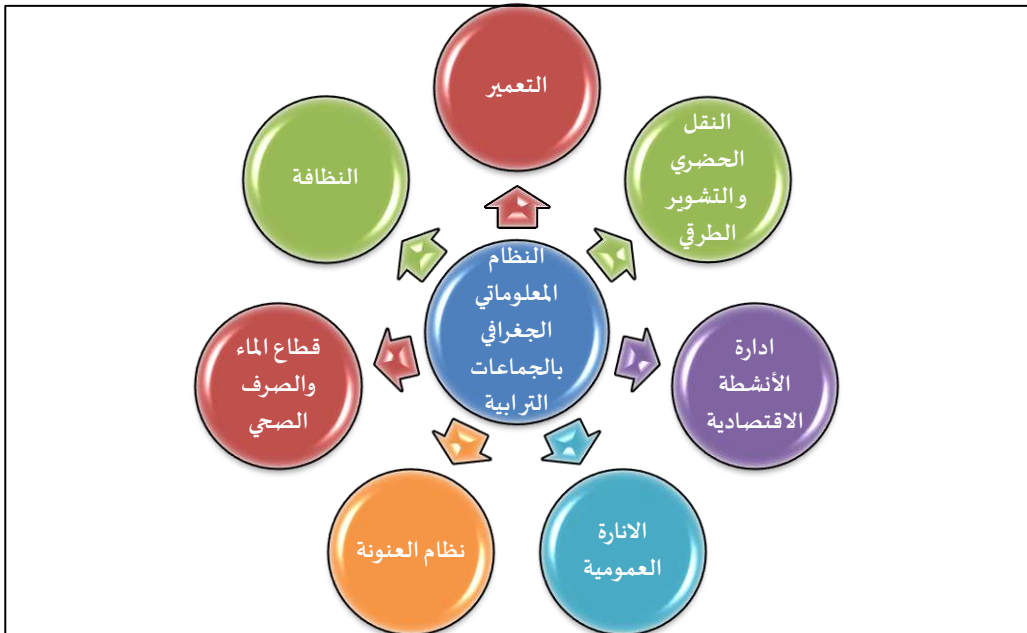 التعمير
النقل
الحضري
والتشوير
الطرقي
النظافة
النظام
المعلوماتي
الجغرافي
بالجماعات
الترابية
قطاع الماء
والصرف
الصحي
ادارة
الأنشطة
الاقتصادية
نظام العنونة
الانارة
العمومية